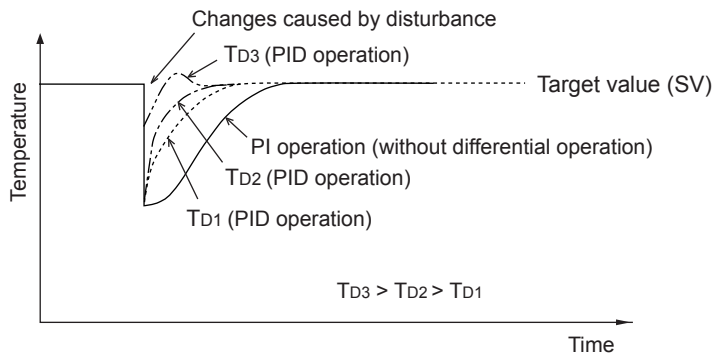 Changes caused by disturbance
TD3 (PID operation)
Target value (SV)
Temperature
PI operation (without differential operation)
TD2 (PID operation)
TD1 (PID operation)
TD3 > TD2 > TD1
Time